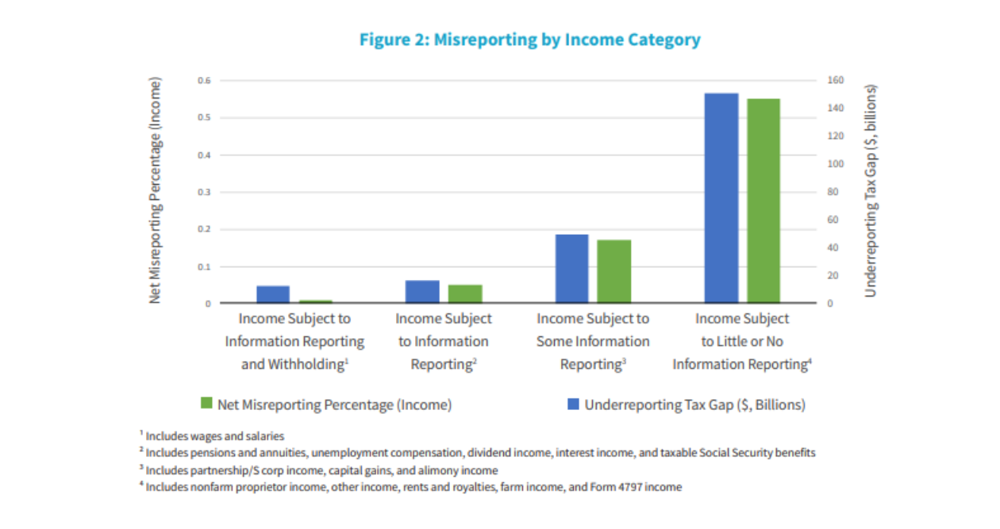 Figure 2: Misreporting by Income Category
Net Misreporting Percentage (Income)
0.6
0.5
0.4
0.3
0.2
0.1
0
160
140
120
100
80
60
40
20
0
Underreporting Tax Gap ($, billions)
Income Subject to
Information Reporting
and Withholding¹
Income Subject
to Information
Reporting²
Income Subject to
Some Information
Reporting³
Income Subject
to Little or No
Information Reporting⁴
Net Misreporting Percentage (Income)
Underreporting Tax Gap ($, Billions)
¹ Includes wages and salaries
² Includes pensions and annuities, unemployment compensation, dividend income, interest income, and taxable Social Security benefits
³ Includes partnership/S corp income, capital gains, and alimony income
⁴ Includes nonfarm proprietor income, other income, rents and royalties, farm income, and Form 4797 income